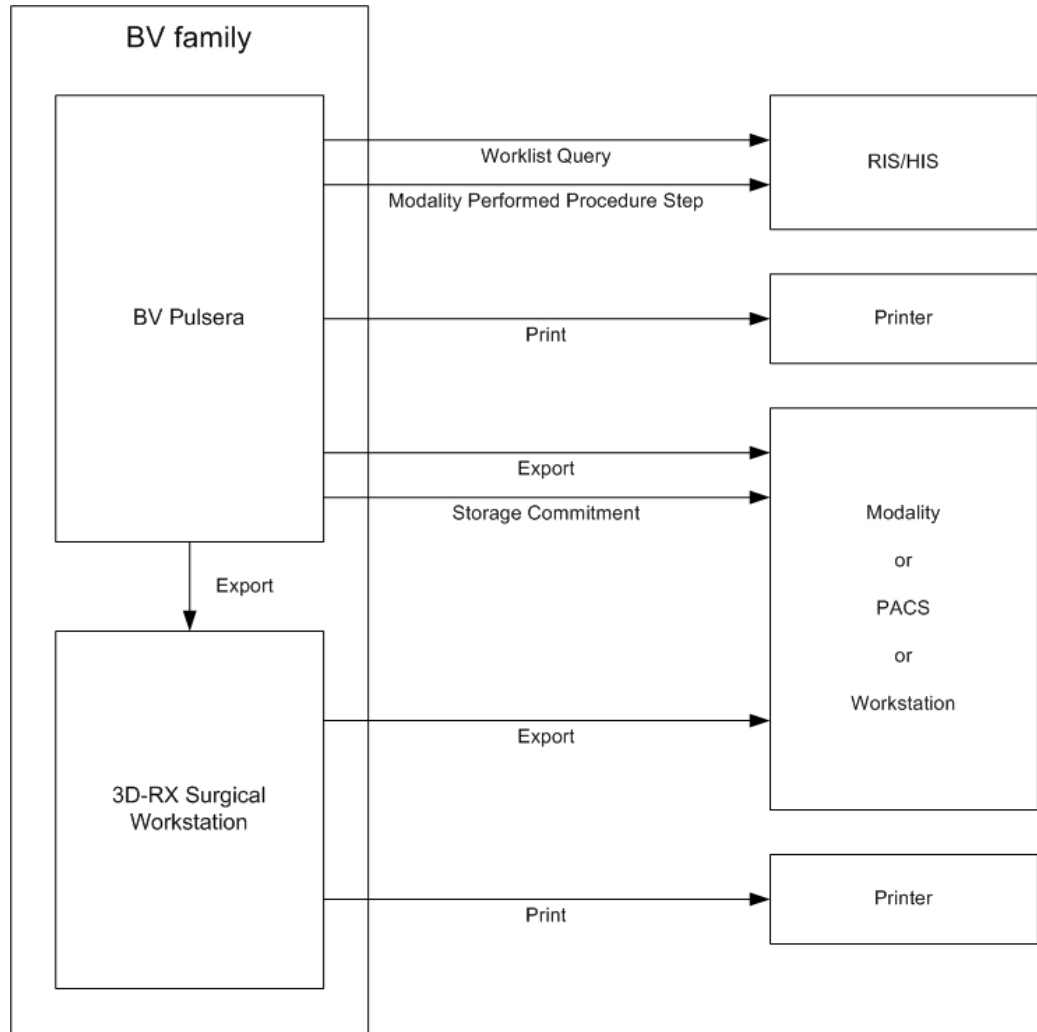 BV family
BV Pulsera
Worklist Query
Modality Performed Procedure Step
RIS/HIS
Print
Printer
Export
Storage Commitment
Modality
or
PACS
or
Workstation
Export
3D-RX Surgical
Workstation
Export
Print
Printer